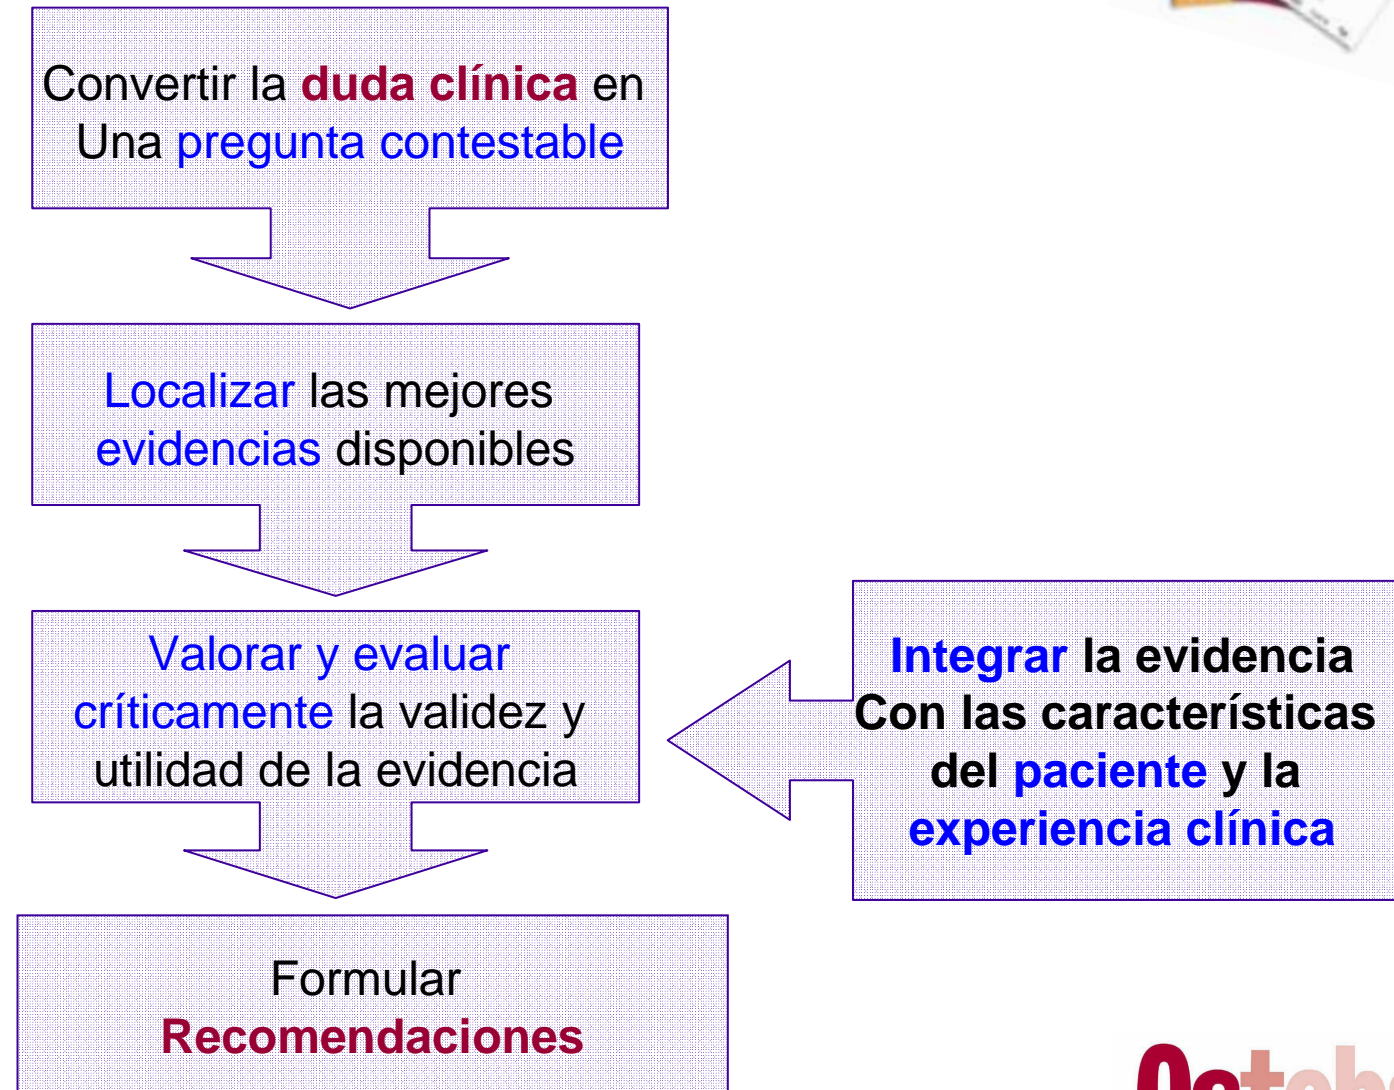 Convertir la duda clínica en
Una pregunta contestable
Localizar las mejores
evidencias disponibles
Valorar y evaluar
críticamente la validez y
utilidad de la evidencia
Integrar la evidencia
Con las características
del paciente y la
experiencia clínica
Formular
Recomendaciones